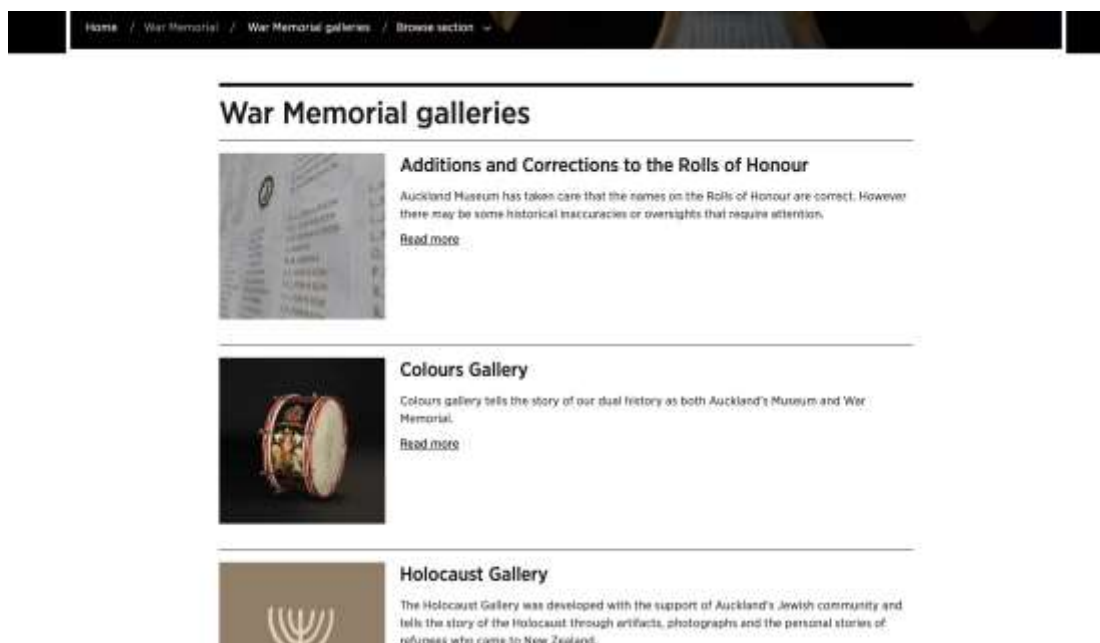 Home / War Memorial / War Memorial galleries / Browse section
War Memorial galleries
Additions and Corrections to the Rolls of Honour
Auckland Museum has taken care that the names on the Rolls of Honour are correct. However
there may be some historical inaccuracies or oversights that require attention.
Read more
Colours Gallery
Colours gallery tells the story of our dual history as both Auckland's Museum and War
Memorial.
Read more
Holocaust Gallery
The Holocaust Gallery was developed with the support of Auckland's Jewish community and
tells the story of the Holocaust through artifacts, photographs and the personal stories of
refugees who came to New Zealand.